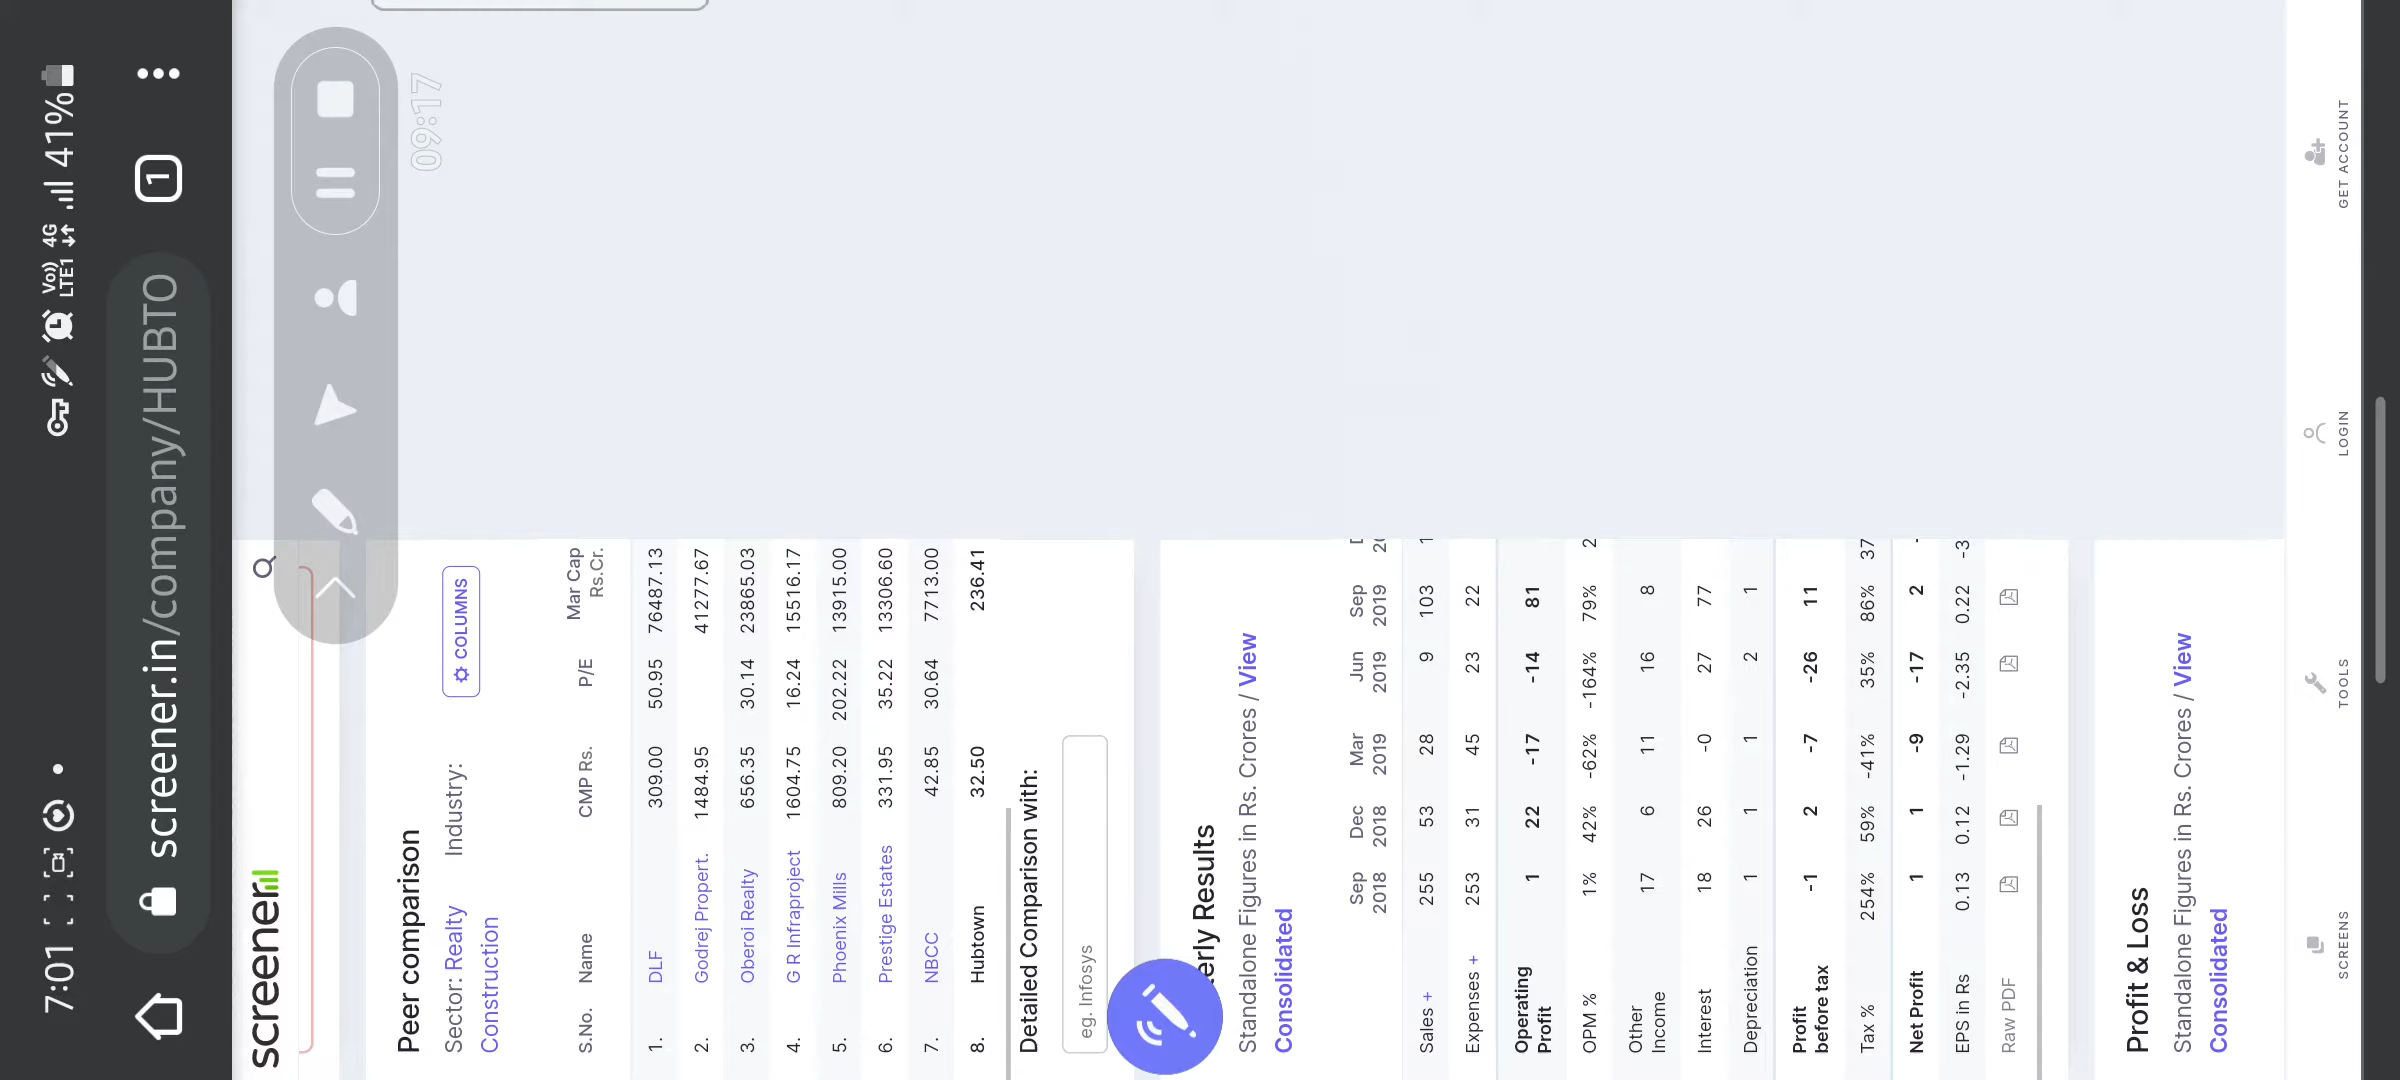 7:01
Vo)) 4G
LTE1
41%
screener.in/company/HUBTO
1
09:17
screener
Peer comparison
Sector: Realty Industry:
Construction
COLUMNS
S.No. Name CMP Rs. P/E Mar Cap Rs.Cr.
1. DLF 309.00 50.95 76487.13
2. Godrej Propert. 1484.95 41277.67
3. Oberoi Realty 656.35 30.14 23865.03
4. G R Infraproject 1604.75 16.24 15516.17
5. Phoenix Mills 809.20 202.22 13915.00
6. Prestige Estates 331.95 35.22 13306.60
7. NBCC 42.85 30.64 7713.00
8. Hubtown 32.50 236.41
Detailed Comparison with:
eg. Infosys
erly Results
Standalone Figures in Rs. Crores / View
Consolidated
Sep 2018 Dec 2018 Mar 2019 Jun 2019 Sep 2019
Sales + 255 53 28 9 103 1
Expenses + 253 31 45 23 22
Operating Profit 1 22 -17 -14 81
OPM % 1% 42% -62% -164% 79% 2
Other Income 17 6 11 16 8
Interest 18 26 -0 27 77
Depreciation 1 1 1 2 1
Profit before tax -1 2 -7 -26 11
Tax % 254% 59% -41% 35% 86% 37
Net Profit 1 1 -9 -17 2 -
EPS in Rs 0.13 0.12 -1.29 -2.35 0.22 -3
Raw PDF
Profit & Loss
Standalone Figures in Rs. Crores / View
Consolidated
SCREENS
TOOLS
LOGIN
GET ACCOUNT